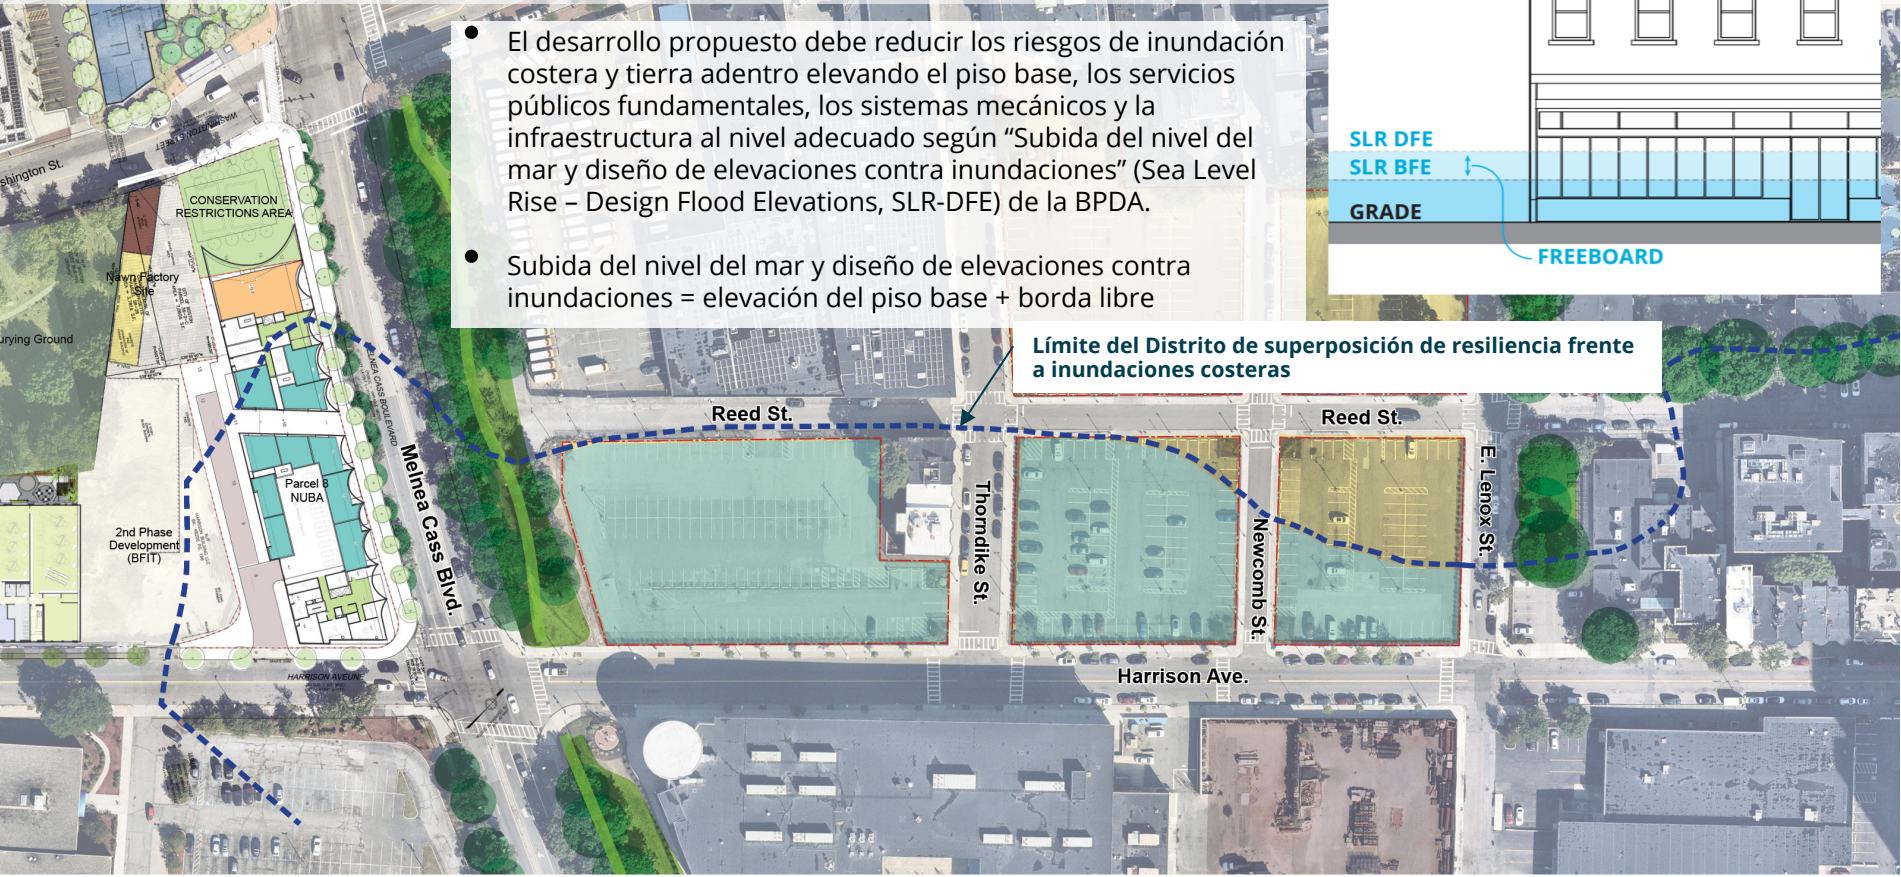 El desarrollo propuesto debe reducir los riesgos de inundación
costera y tierra adentro elevando el piso base, los servicios
públicos fundamentales, los sistemas mecánicos y la
infraestructura al nivel adecuado según “Subida del nivel del
mar y diseño de elevaciones contra inundaciones” (Sea Level
Rise – Design Flood Elevations, SLR-DFE) de la BPDA.
Subida del nivel del mar y diseño de elevaciones contra
inundaciones = elevación del piso base + borda libre
SLR DFE
SLR BFE
GRADE
FREEBOARD
Límite del Distrito de superposición de resiliencia frente
a inundaciones costeras
WASHINGTON STREET
shington St.
CONSERVATION
RESTRICTIONS AREA
Nawn Factory
Site
urying Ground
MELNEA CASS BOULEVARD
Melnea Cass Blvd.
Parcel 8
NUBA
2nd Phase
Development
(BFIT)
HARRISON AVEUNE
Reed St.
Reed St.
Thorndike St.
Newcomb St.
E. Lenox St.
Harrison Ave.